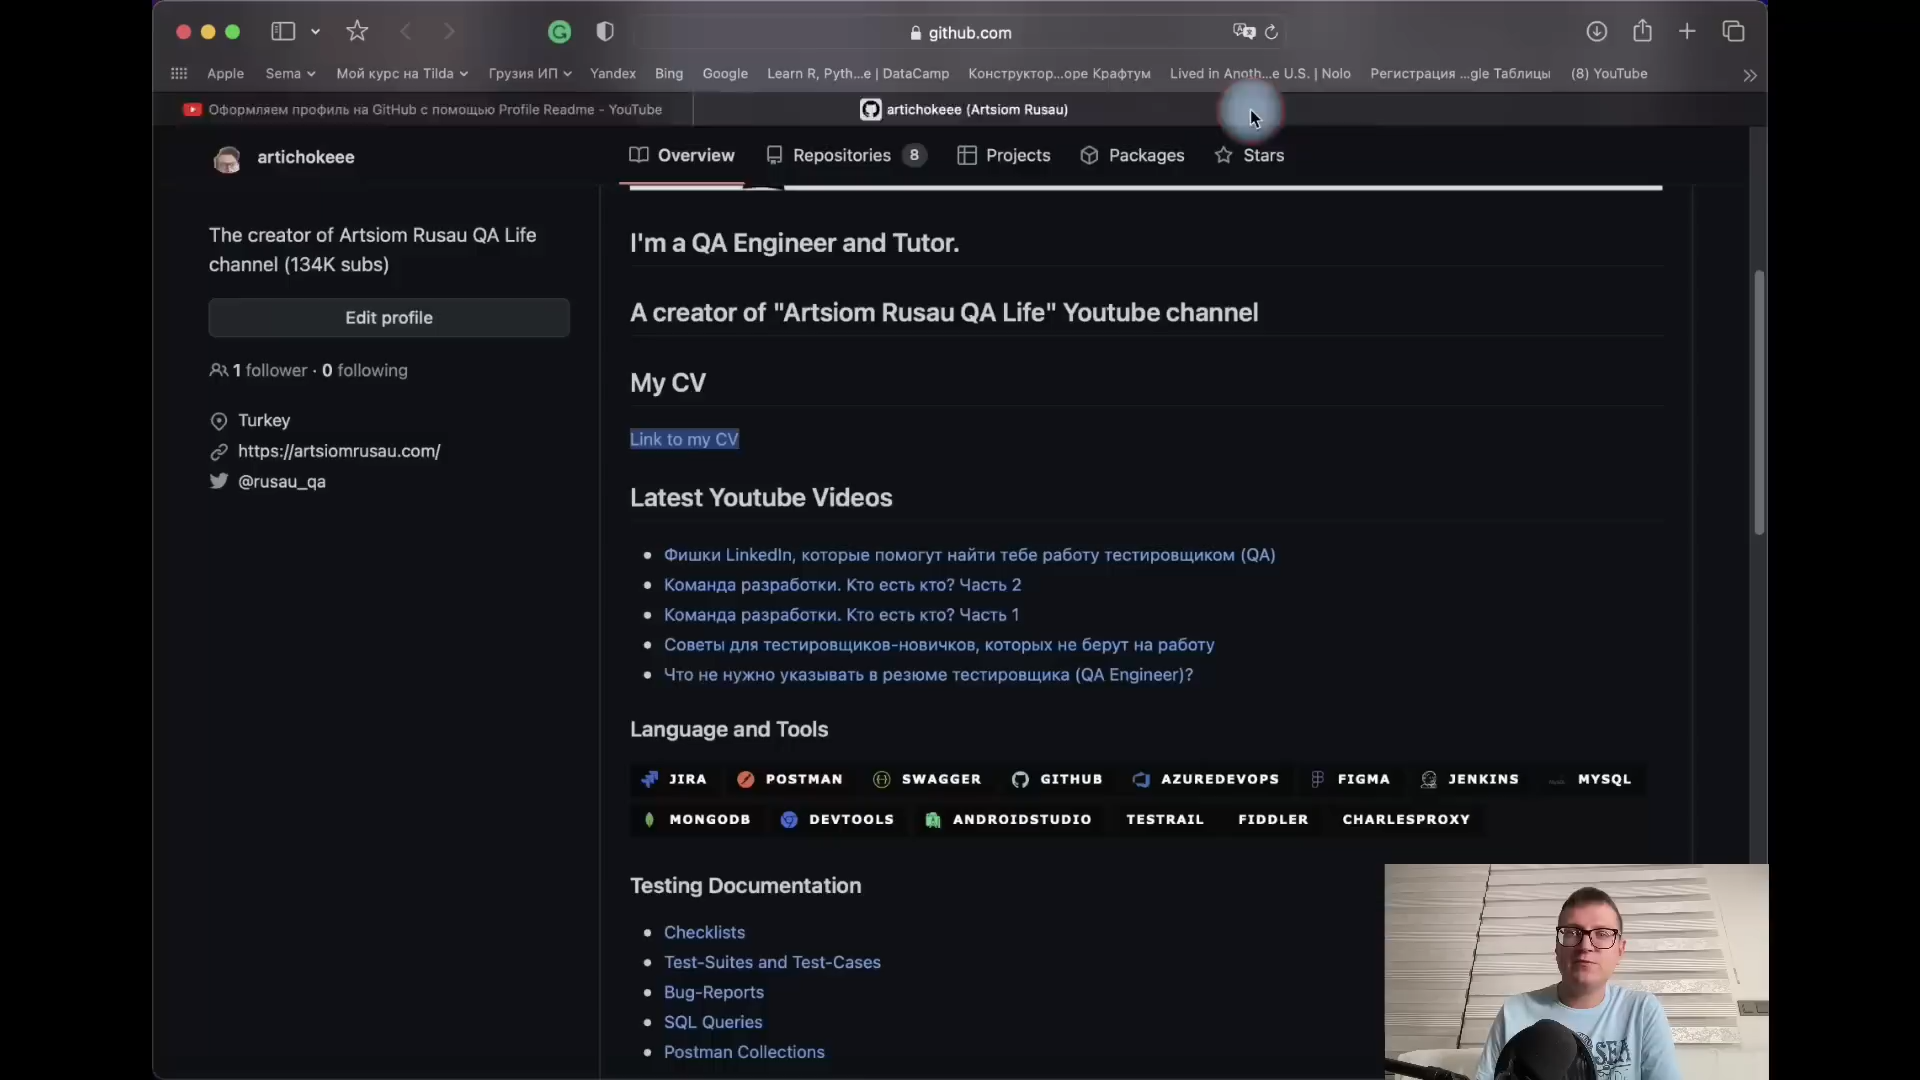 github.com
Apple Sema Мой курс на Tilda Грузия ИП Yandex Bing Google Learn R, Pyth...e | DataCamp Конструктор...оре Крафтум Lived in Anoth...e U.S. | Nolo Регистрация ...gle Таблицы (8) YouTube
Оформляем профиль на GitHub с помощью Profile Readme - YouTube
artichokeee (Artsiom Rusau)
artichokeee
Overview Repositories 8 Projects Packages Stars
The creator of Artsiom Rusau QA Life
channel (134K subs)
Edit profile
1 follower · 0 following
Turkey
https://artsiomrusau.com/
@rusau_qa
I'm a QA Engineer and Tutor.
A creator of "Artsiom Rusau QA Life" Youtube channel
My CV
Link to my CV
Latest Youtube Videos
Фишки LinkedIn, которые помогут найти тебе работу тестировщиком (QA)
Команда разработки. Кто есть кто? Часть 2
Команда разработки. Кто есть кто? Часть 1
Советы для тестировщиков-новичков, которых не берут на работу
Что не нужно указывать в резюме тестировщика (QA Engineer)?
Language and Tools
JIRA POSTMAN SWAGGER GITHUB AZUREDEVOPS FIGMA JENKINS MYSQL
MONGODB DEVTOOLS ANDROIDSTUDIO TESTRAIL FIDDLER CHARLESPROXY
Testing Documentation
Checklists
Test-Suites and Test-Cases
Bug-Reports
SQL Queries
Postman Collections
SEA